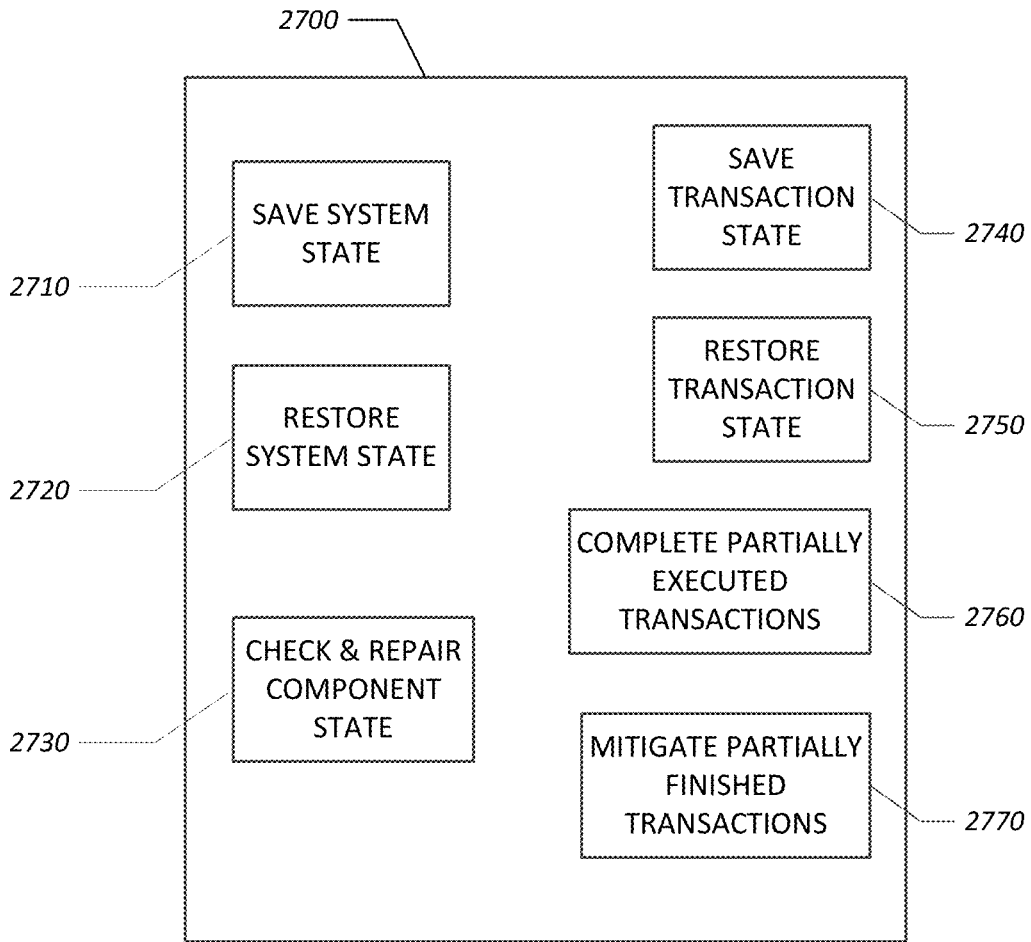 2700
SAVE SYSTEM
STATE
2710
RESTORE
SYSTEM STATE
2720
CHECK & REPAIR
COMPONENT
STATE
2730
SAVE
TRANSACTION
STATE
2740
RESTORE
TRANSACTION
STATE
2750
COMPLETE PARTIALLY
EXECUTED
TRANSACTIONS
2760
MITIGATE PARTIALLY
FINISHED
TRANSACTIONS
2770